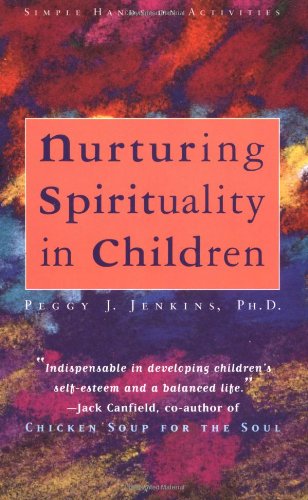 Simple Hands-On Activities
Nurturing
Spirituality
in Children
Peggy J. Jenkins, Ph.D.
"Indispensable in developing children's
self-esteem and a balanced life."
—Jack Canfield, co-author of
Chicken Soup for the Soul